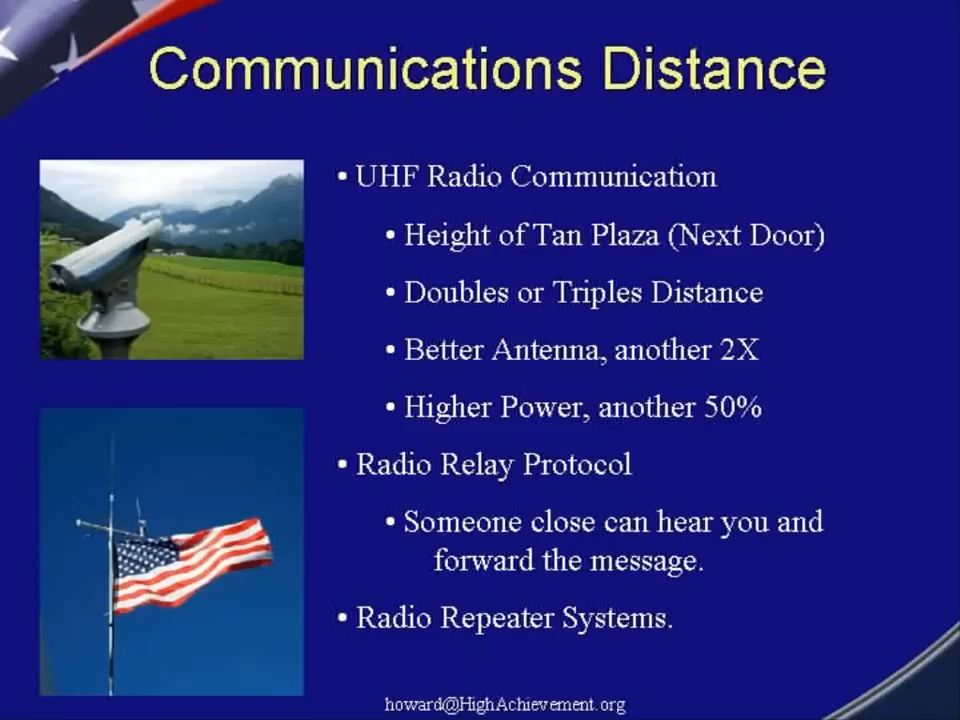 Communications Distance
• UHF Radio Communication
• Height of Tan Plaza (Next Door)
• Doubles or Triples Distance
• Better Antenna, another 2X
• Higher Power, another 50%
• Radio Relay Protocol
• Someone close can hear you and
forward the message.
• Radio Repeater Systems.
howard@HighAchievement.org